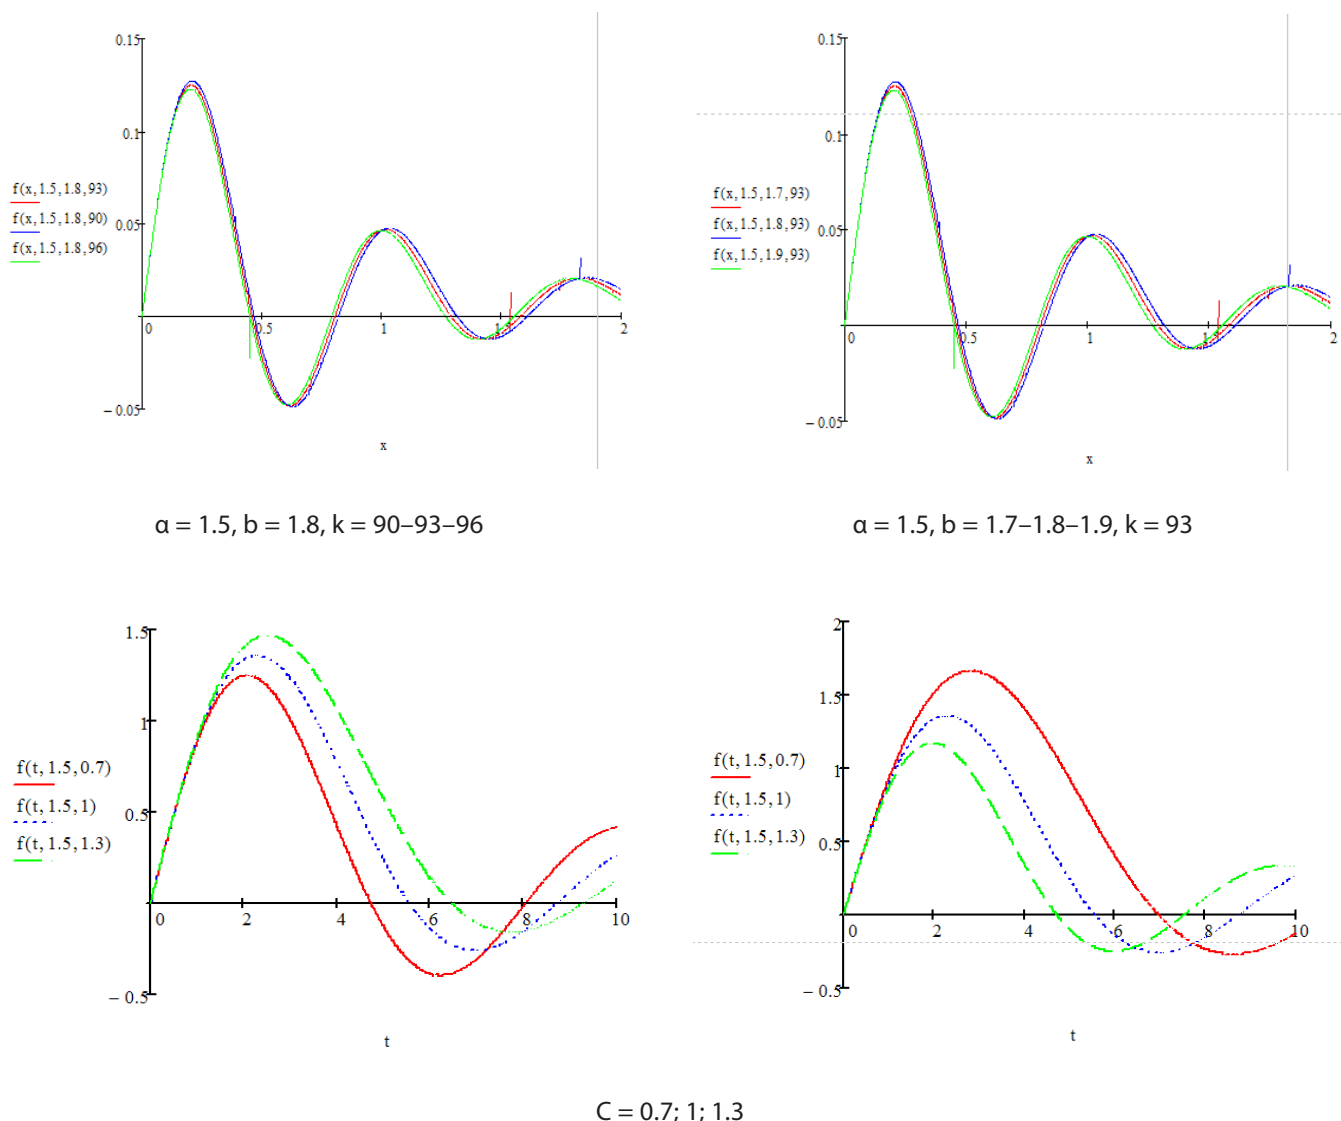 0.15
0.1
0.05
0
0.5
1
1.5
2
− 0.05
f(x,1.5,1.8,93)
f(x,1.5,1.8,90)
f(x,1.5,1.8,96)
x
0.15
0.1
0.05
0
0.5
1
1.5
2
− 0.05
f(x,1.5,1.7,93)
f(x,1.5,1.8,93)
f(x,1.5,1.9,93)
x
α = 1.5, b = 1.8, k = 90–93–96
α = 1.5, b = 1.7–1.8–1.9, k = 93
1.5
1
0.5
0
2
4
6
8
10
− 0.5
f(t,1.5,0.7)
f(t,1.5,1)
f(t,1.5,1.3)
t
2
1.5
1
0.5
0
2
4
6
8
10
− 0.5
f(t,1.5,0.7)
f(t,1.5,1)
f(t,1.5,1.3)
t
C = 0.7; 1; 1.3